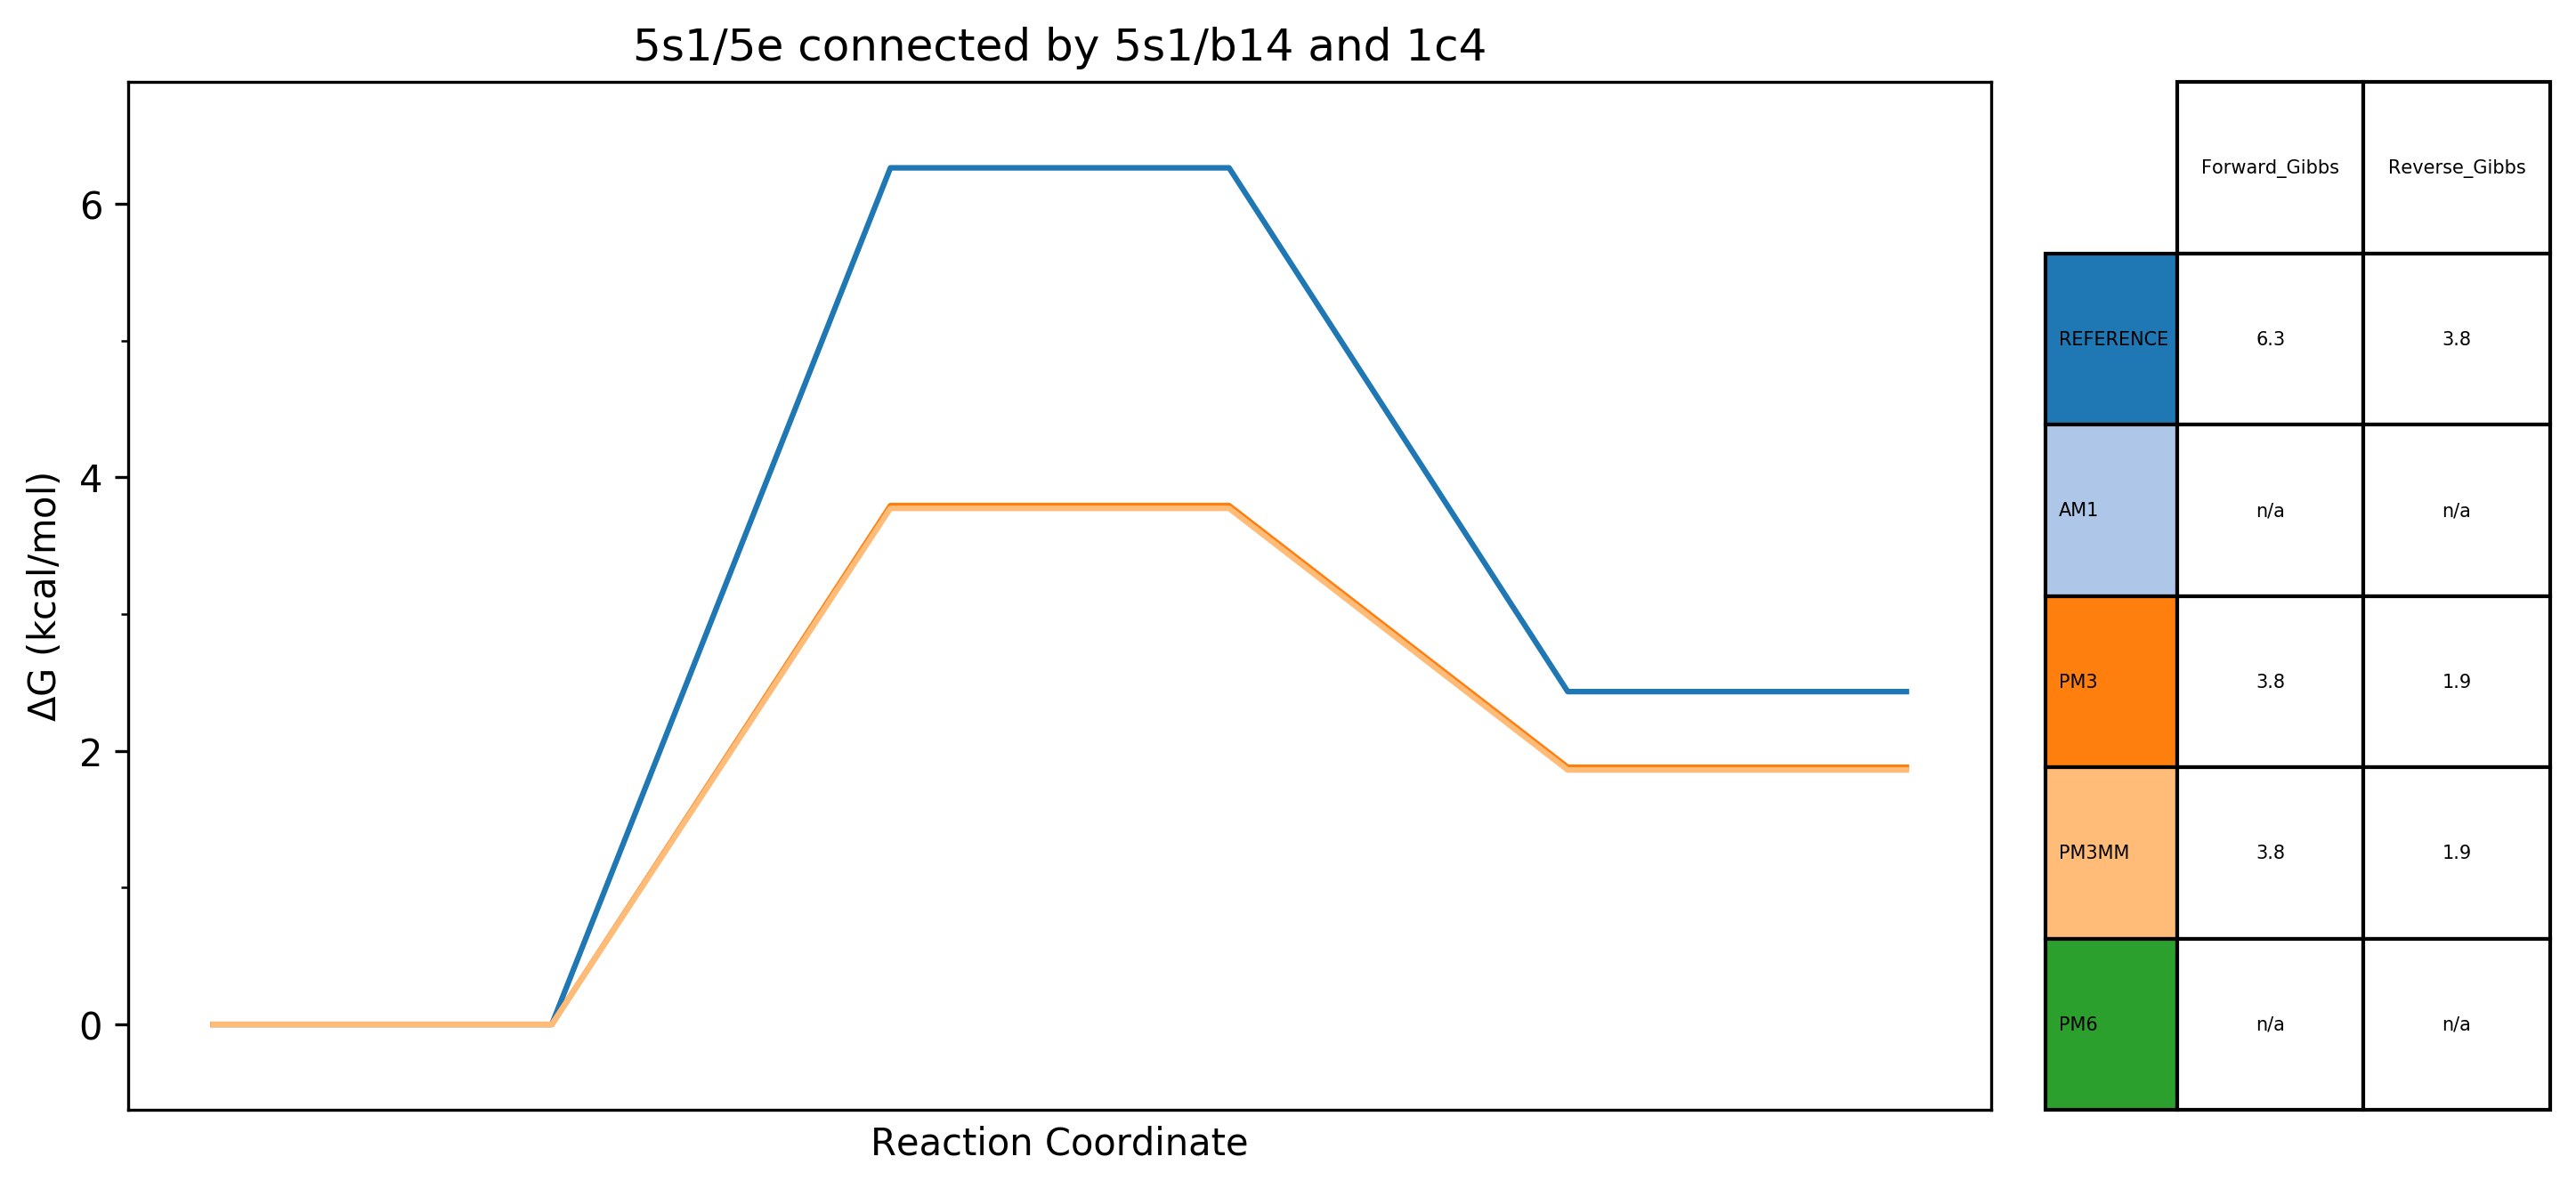 5s1/5e connected by 5s1/b14 and 1c4
6
4
2
0
ΔG (kcal/mol)
Reaction Coordinate
Forward_Gibbs Reverse_Gibbs
REFERENCE 6.3 3.8
AM1 n/a n/a
PM3 3.8 1.9
PM3MM 3.8 1.9
PM6 n/a n/a